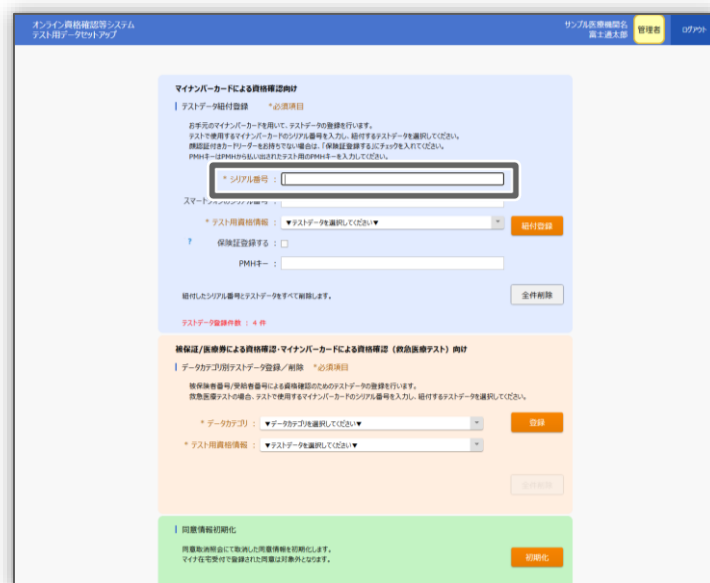 オンライン資格確認等システム
テスト用データセットアップ
サンプル医療機関名
富士通太郎
管理者
ログアウト
マイナンバーカードによる資格確認向け
テストデータ紐付登録 *必須項目
お手元のマイナンバーカードを用いて、テストデータの登録を行います。
テストで使用するマイナンバーカードのシリアル番号を入力し、紐付するテストデータを選択してください。
顔認証付きカードリーダーをお持ちでない場合は、「保険証登録する」にチェックを入れてください。
PMHキーはPMHから払い出されたテスト用のPMHキーを入力してください。
* シリアル番号 :
* テスト用資格情報 : ▼テストデータを選択してください▼
紐付登録
? 保険証登録する :
PMHキー :
紐付したシリアル番号とテストデータをすべて削除します。
全件削除
テストデータ登録件数 : 4 件
被保証/医療券による資格確認・マイナンバーカードによる資格確認（救急医療テスト）向け
データカテゴリ別テストデータ登録／削除 *必須項目
被保険者番号/受給者番号による資格確認のためのテストデータの登録を行います。
救急医療テストの場合、テストで使用するマイナンバーカードのシリアル番号を入力し、紐付するテストデータを選択してください。
* データカテゴリ : ▼データカテゴリを選択してください▼
登録
* テスト用資格情報 : ▼テストデータを選択してください▼
全件削除
同意情報初期化
同意取消照会にて取消した同意情報を初期化します。
マイナ在宅受付で登録された同意は対象外となります。
初期化